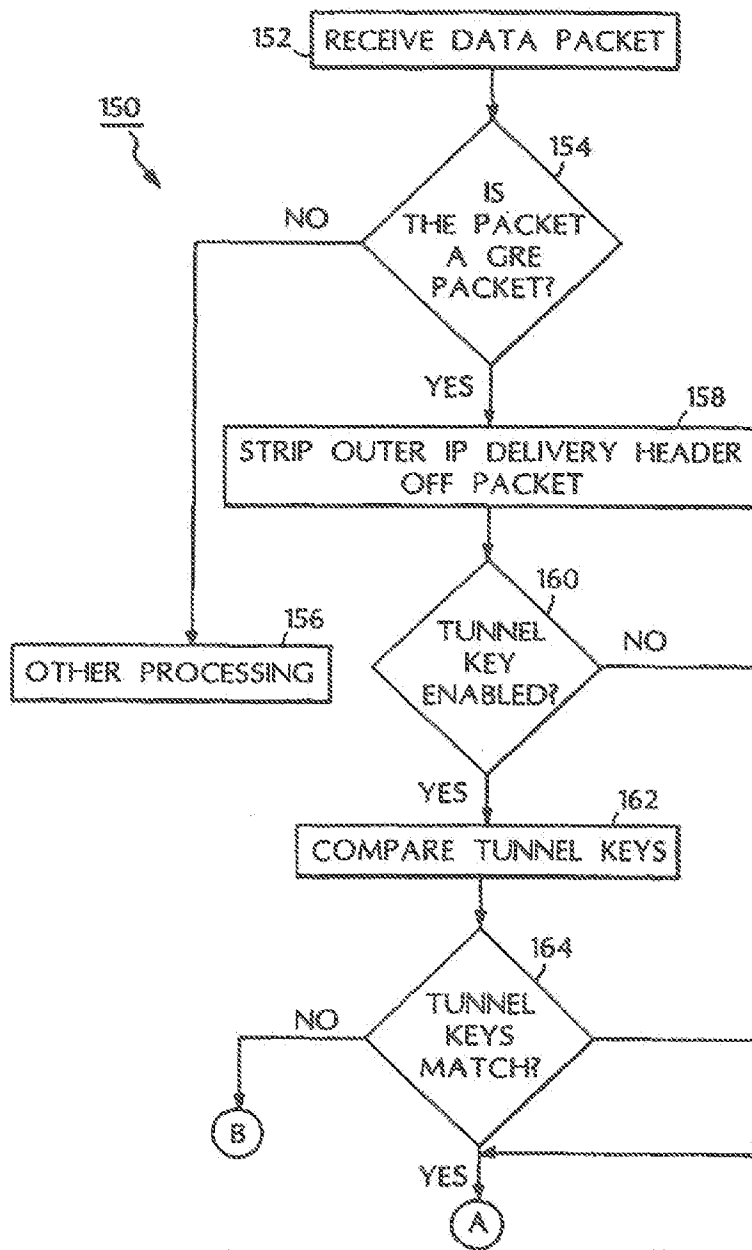 152 RECEIVE DATA PACKET
150
154
IS
THE PACKET
A GRE
PACKET?
NO
YES
158
STRIP OUTER IP DELIVERY HEADER
OFF PACKET
160
TUNNEL
KEY
ENABLED?
NO
156
OTHER PROCESSING
YES
162
COMPARE TUNNEL KEYS
164
TUNNEL
KEYS
MATCH?
NO
B
YES
A